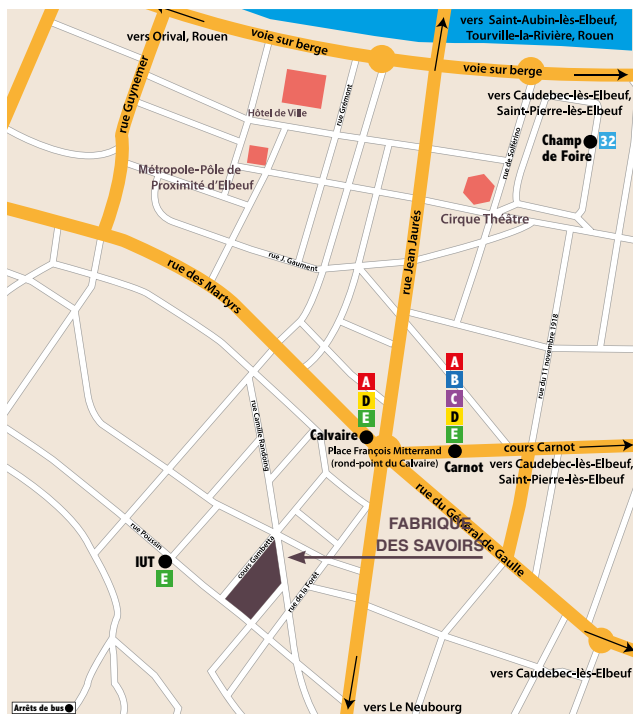 vers Saint-Aubin-lès-Elbeuf,
Tourville-la-Rivière, Rouen
vers Orival, Rouen
voie sur berge
voie sur berge
vers Caudebec-lès-Elbeuf,
Saint-Pierre-lès-Elbeuf
rue Guynemer
Hôtel de Ville
rue Grémont
rue de Solférino
Champ
de Foire
32
Métropole-Pôle de
Proximité d'Elbeuf
Cirque Théâtre
rue J. Gaument
rue Jean Jaurés
rue des Martyrs
rue du 11 novembre 1918
A
D
E
A
B
C
D
E
rue Camille Randoing
Calvaire
Place François Mitterrand
(rond-point du Calvaire)
Carnot
cours Carnot
vers Caudebec-lès-Elbeuf,
Saint-Pierre-lès-Elbeuf
rue du Général de Gaulle
FABRIQUE
DES SAVOIRS
rue Poussin
IUT
E
cours Gambetta
rue de la Forêt
vers Caudebec-lès-Elbeuf
vers Le Neubourg
Arrêts de bus